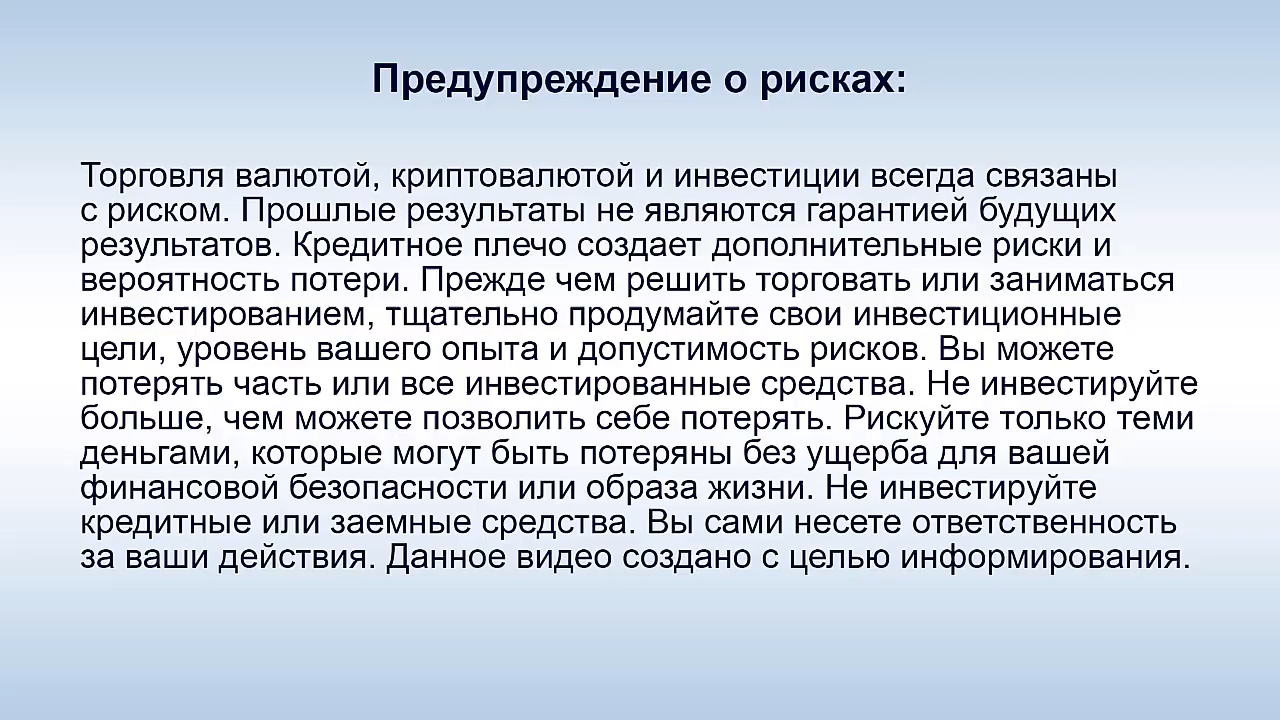 Предупреждение о рисках:
Торговля валютой, криптовалютой и инвестиции всегда связаны
с риском. Прошлые результаты не являются гарантией будущих
результатов. Кредитное плечо создает дополнительные риски и
вероятность потери. Прежде чем решить торговать или заниматься
инвестированием, тщательно продумайте свои инвестиционные
цели, уровень вашего опыта и допустимость рисков. Вы можете
потерять часть или все инвестированные средства. Не инвестируйте
больше, чем можете позволить себе потерять. Рискуйте только теми
деньгами, которые могут быть потеряны без ущерба для вашей
финансовой безопасности или образа жизни. Не инвестируйте
кредитные или заемные средства. Вы сами несете ответственность
за ваши действия. Данное видео создано с целью информирования.